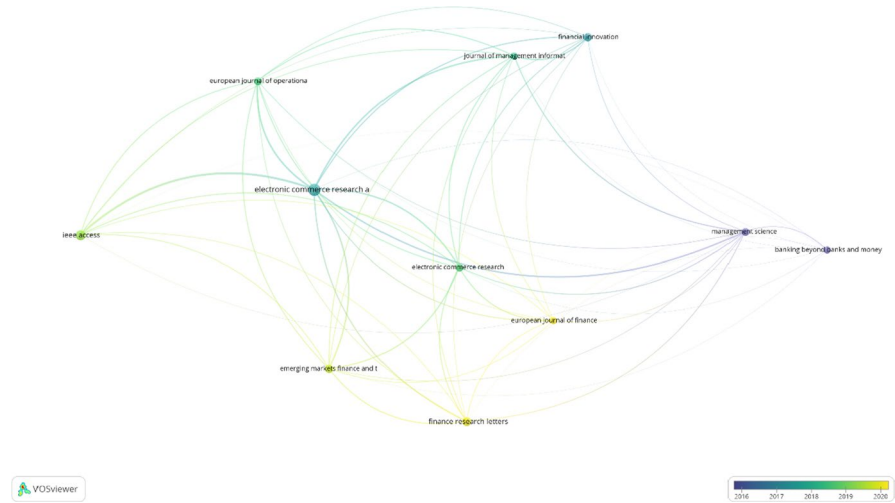 financial innovation
journal of management informat
european journal of operationa
electronic commerce research a
ieee access
management science
banking beyond banks and money
electronic commerce research
european journal of finance
emerging markets finance and t
finance research letters
VOSviewer
2016 2017 2018 2019 2020